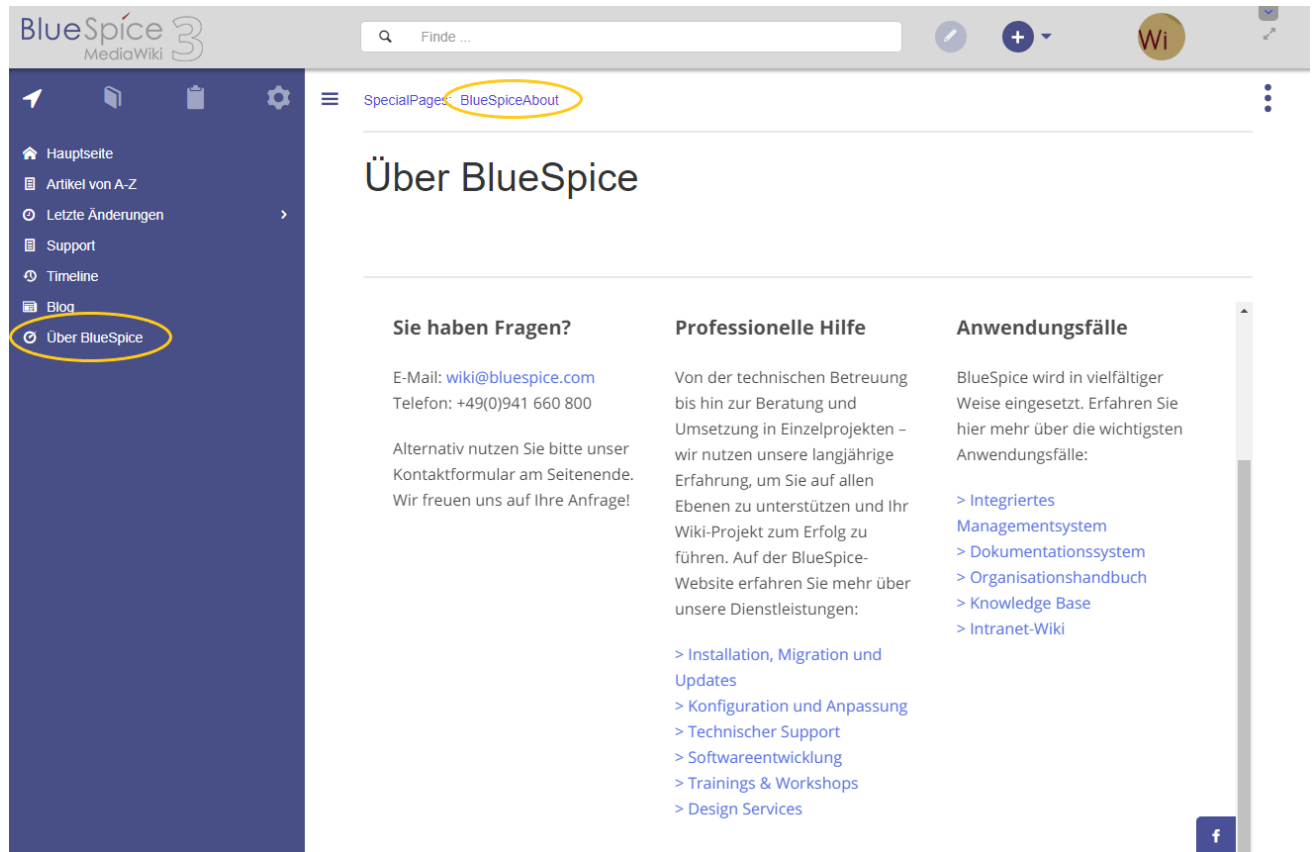 BlueSpice 3
MediaWiki
Finde ...
Wi
SpecialPages: BlueSpiceAbout
Hauptseite
Artikel von A-Z
Letzte Änderungen
Support
Timeline
Blog
Über BlueSpice
Über BlueSpice
Sie haben Fragen?
E-Mail: wiki@bluespice.com
Telefon: +49(0)941 660 800
Alternativ nutzen Sie bitte unser
Kontaktformular am Seitenende.
Wir freuen uns auf Ihre Anfrage!
Professionelle Hilfe
Von der technischen Betreuung
bis hin zur Beratung und
Umsetzung in Einzelprojekten –
wir nutzen unsere langjährige
Erfahrung, um Sie auf allen
Ebenen zu unterstützen und Ihr
Wiki-Projekt zum Erfolg zu
führen. Auf der BlueSpice-
Website erfahren Sie mehr über
unsere Dienstleistungen:
> Installation, Migration und
Updates
> Konfiguration und Anpassung
> Technischer Support
> Softwareentwicklung
> Trainings & Workshops
> Design Services
Anwendungsfälle
BlueSpice wird in vielfältiger
Weise eingesetzt. Erfahren Sie
hier mehr über die wichtigsten
Anwendungsfälle:
> Integriertes
Managementsystem
> Dokumentationssystem
> Organisationshandbuch
> Knowledge Base
> Intranet-Wiki
f